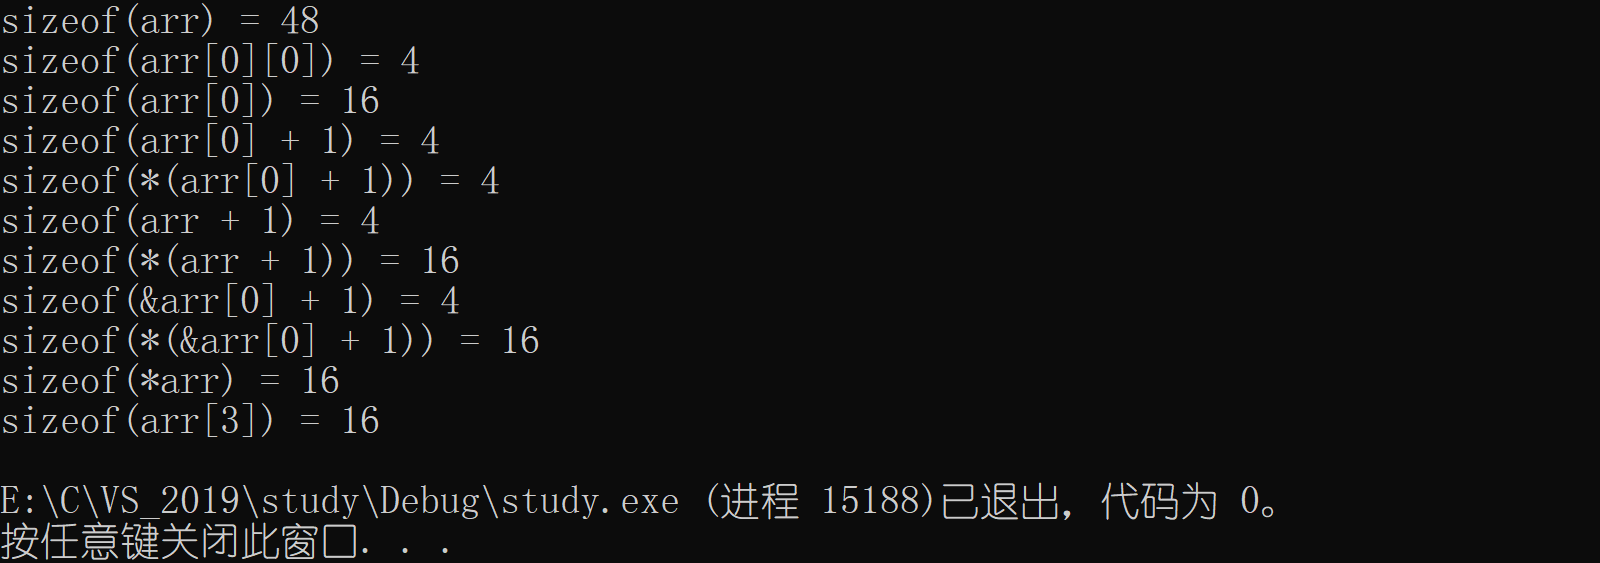 sizeof(arr) = 48
sizeof(arr[0][0]) = 4
sizeof(arr[0]) = 16
sizeof(arr[0] + 1) = 4
sizeof(*(arr[0] + 1)) = 4
sizeof(arr + 1) = 4
sizeof(*(arr + 1)) = 16
sizeof(&arr[0] + 1) = 4
sizeof(*(&arr[0] + 1)) = 16
sizeof(*arr) = 16
sizeof(arr[3]) = 16
E:\C\VS_2019\study\Debug\study.exe (进程 15188)已退出，代码为 0。
按任意键关闭此窗口. . .